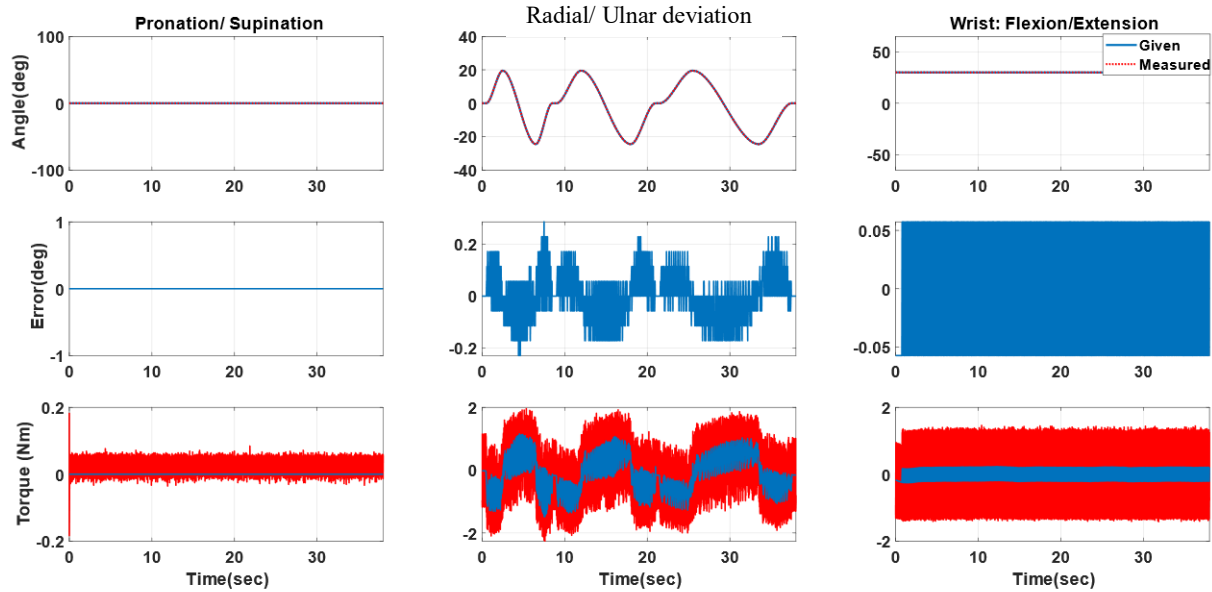 Pronation/ Supination
Radial/ Ulnar deviation
Wrist: Flexion/Extension
Given
Measured
Angle(deg)
100
0
-100
0 10 20 30
40
20
0
-20
-40
0 10 20 30
50
0
-50
0 10 20 30
Error(deg)
1
0
-1
0 10 20 30
0.2
0
-0.2
0 10 20 30
0.05
0
-0.05
0 10 20 30
Torque (Nm)
0.2
0
-0.2
0 10 20 30
Time(sec)
2
0
-2
0 10 20 30
Time(sec)
2
0
-2
0 10 20 30
Time(sec)